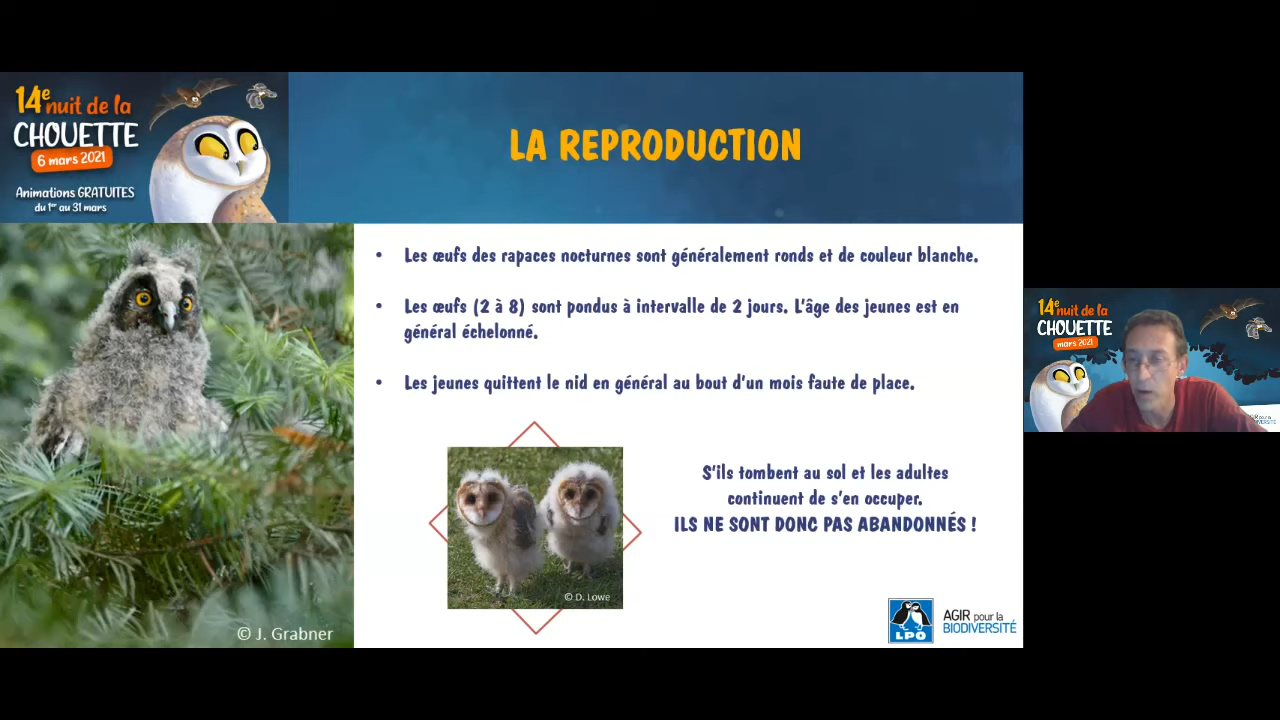 14e nuit de la
CHOUETTE
6 mars 2021
Animations GRATUITES
du 1er au 31 mars
LA REPRODUCTION
• Les œufs des rapaces nocturnes sont généralement ronds et de couleur blanche.
• Les œufs (2 à 8) sont pondus à intervalle de 2 jours. L'âge des jeunes est en
général échelonné.
• Les jeunes quittent le nid en général au bout d'un mois faute de place.
S'ils tombent au sol et les adultes
continuent de s'en occuper.
ILS NE SONT DONC PAS ABANDONNÉS !
© D. Lowe
© J. Grabner
LPO
AGIR pour la
BIODIVERSITÉ
14e nuit de la
CHOUETTE
mars 2021